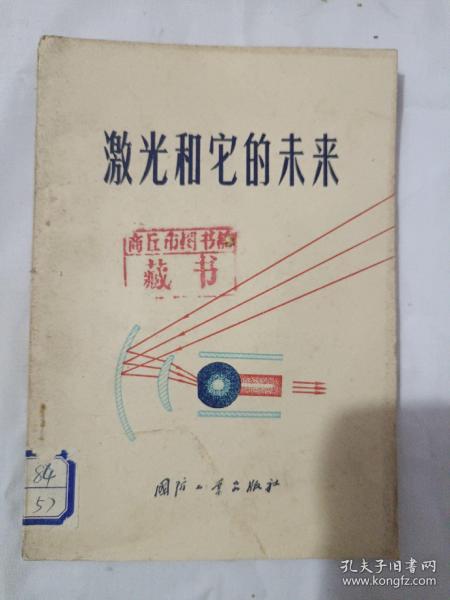 激光和它的未来
商丘市图书馆
藏书
84
57
国防工业出版社
孔夫子旧书网
www.kongfz.com